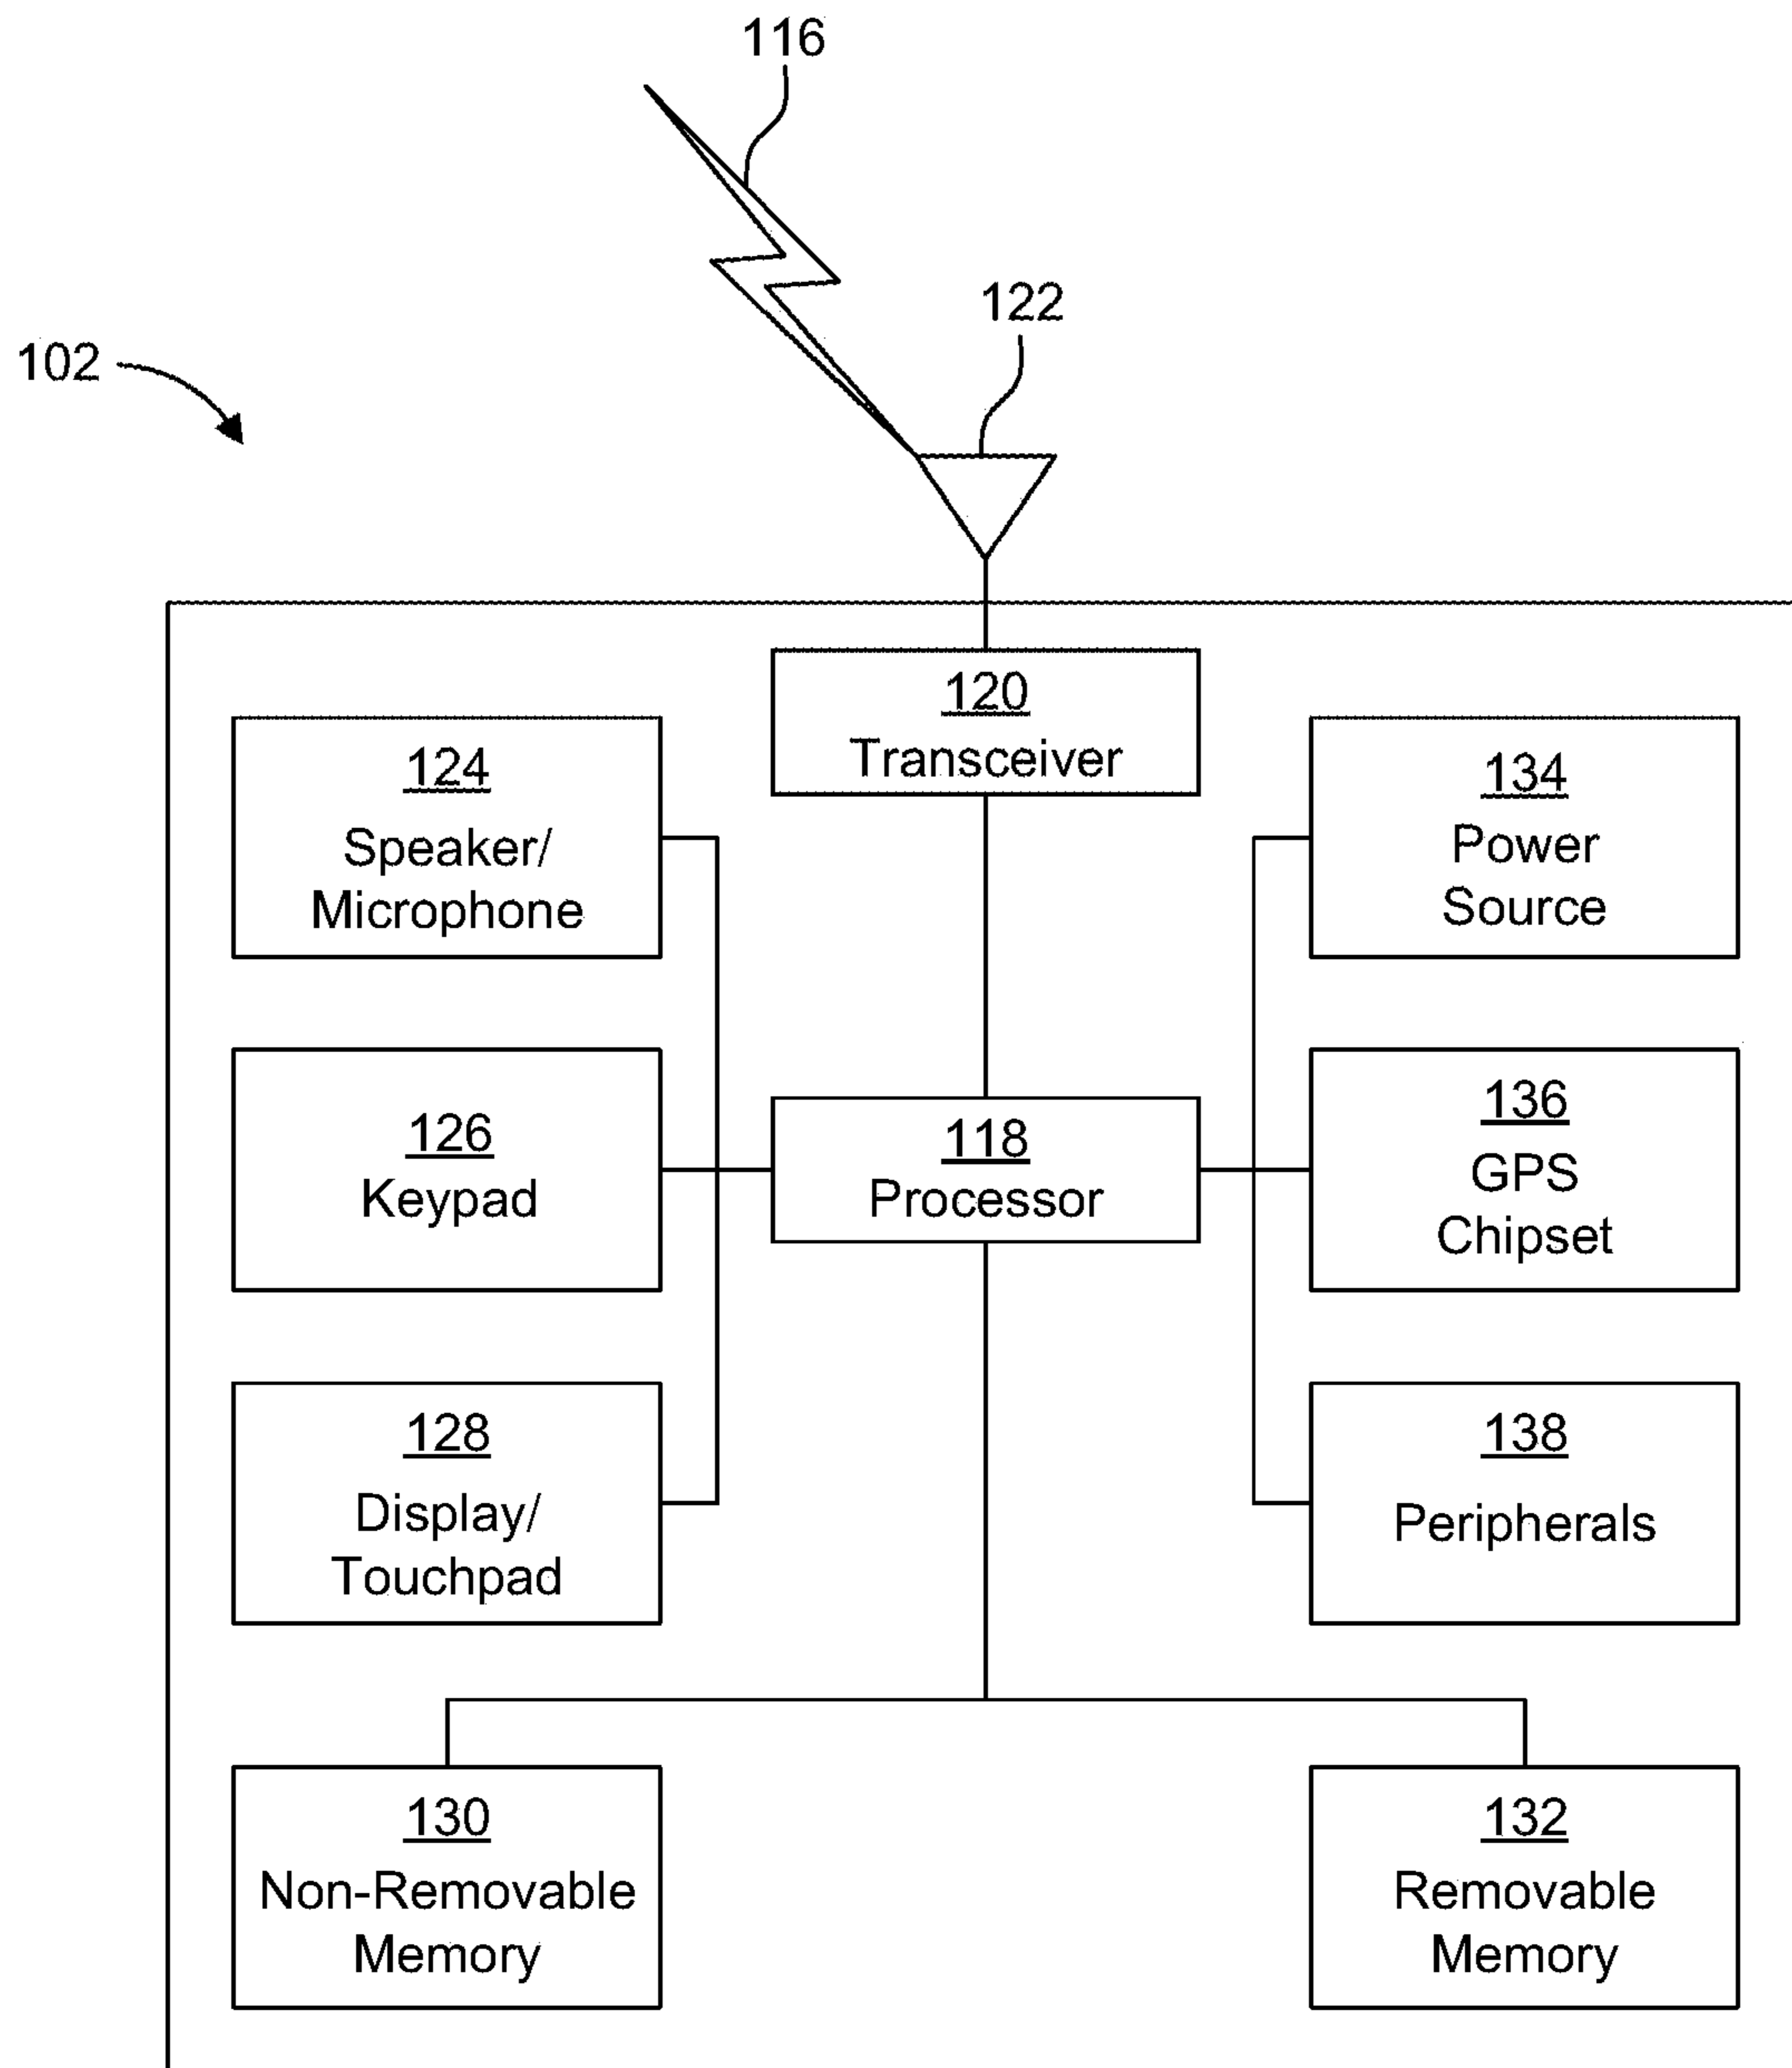 116
122
102
120
Transceiver
124
Speaker/
Microphone
134
Power
Source
126
Keypad
118
Processor
136
GPS
Chipset
128
Display/
Touchpad
138
Peripherals
130
Non-Removable
Memory
132
Removable
Memory